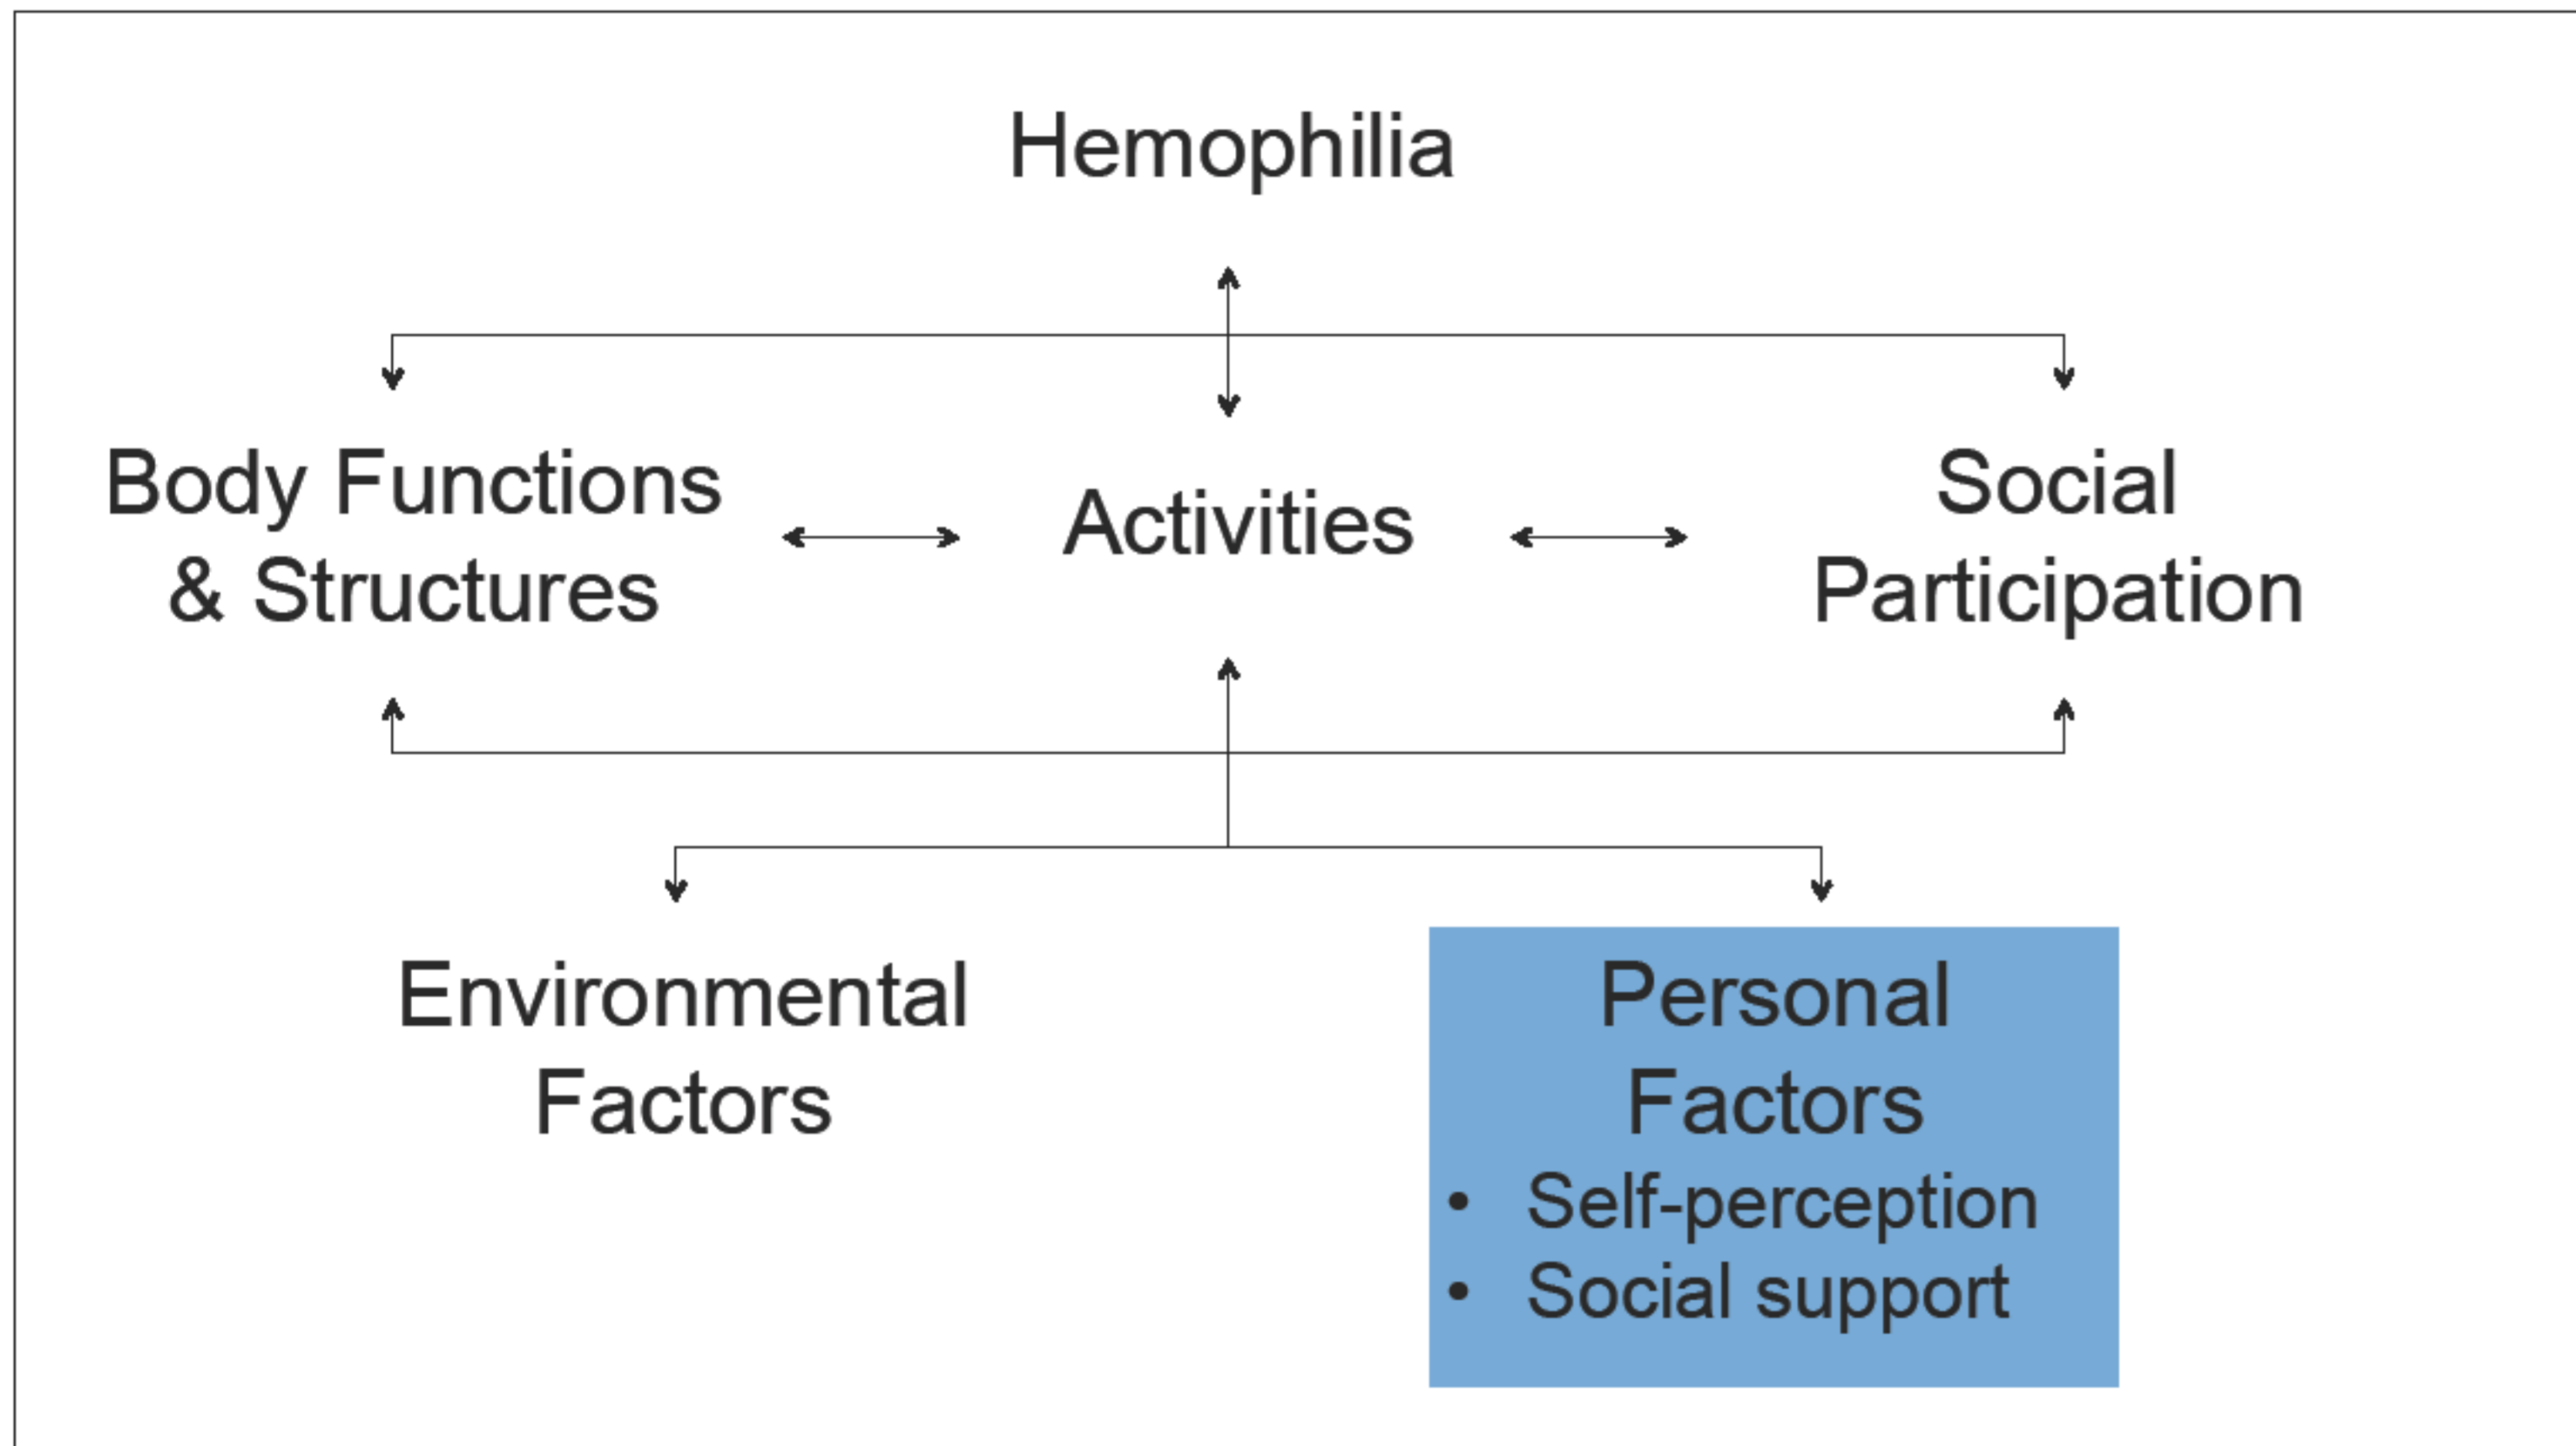 Hemophilia
Body Functions
& Structures
Activities
Social
Participation
Environmental
Factors
Personal
Factors
• Self-perception
• Social support